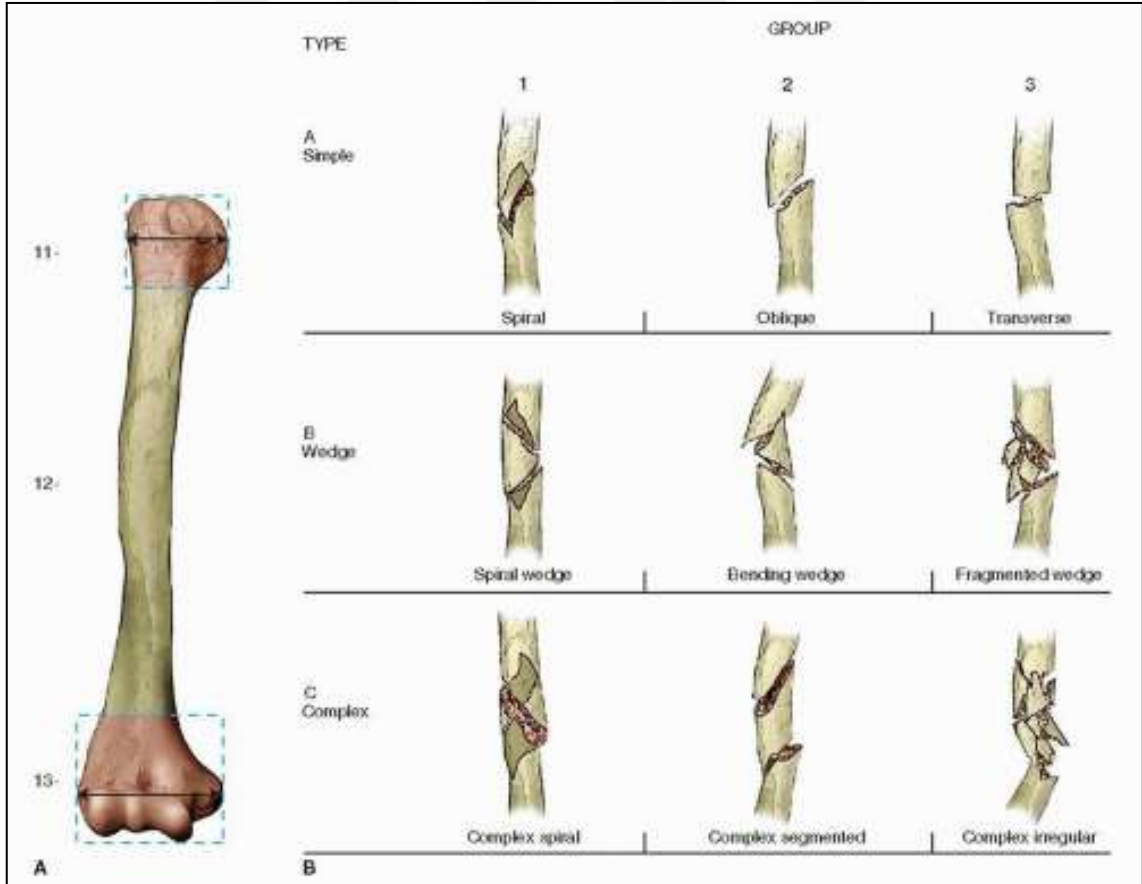 TYPE
GROUP
1 2 3
A
Simple
Spiral Oblique Transverse
11-
B
Wedge
12-
Spiral wedge Bending wedge Fragmented wedge
C
Complex
13-
Complex spiral Complex segmented Complex irregular
A B